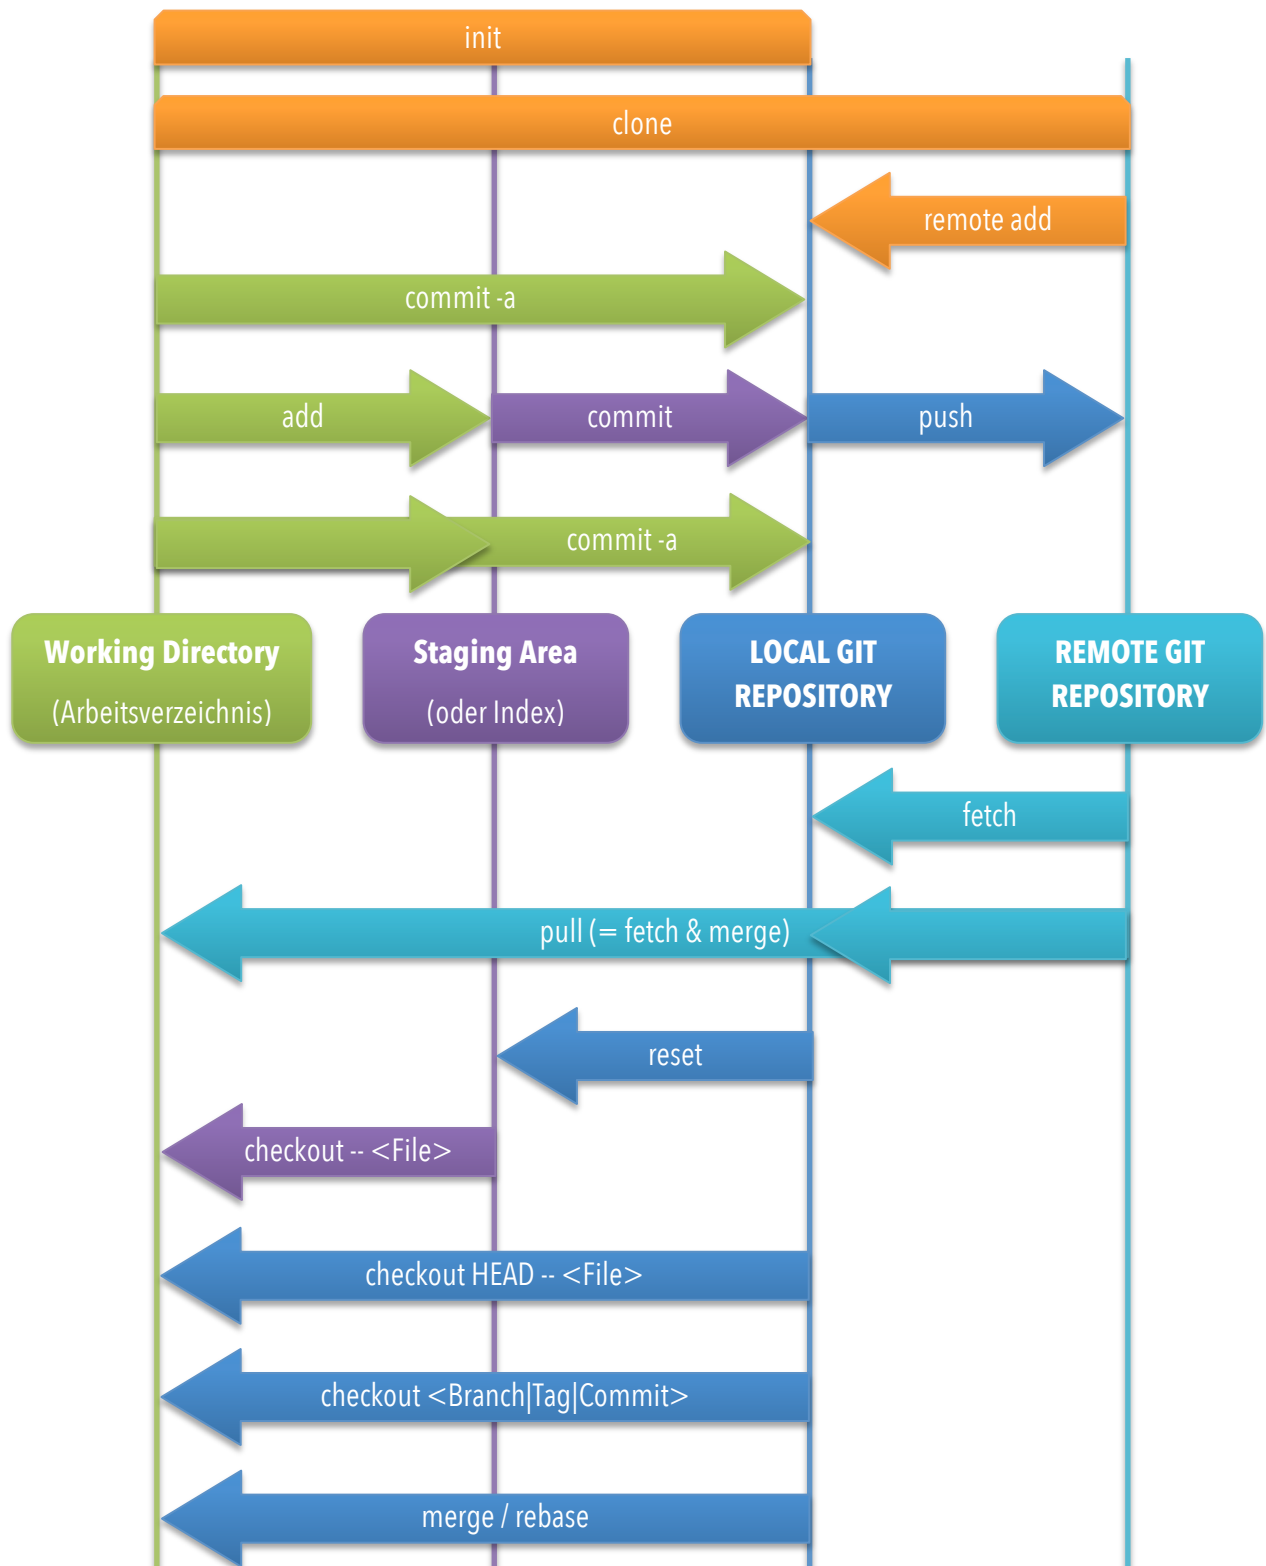 init
clone
remote add
commit -a
add
commit
push
commit -a
Working Directory
(Arbeitsverzeichnis)
Staging Area
(oder Index)
LOCAL GIT
REPOSITORY
REMOTE GIT
REPOSITORY
fetch
pull (= fetch & merge)
reset
checkout -- <File>
checkout HEAD -- <File>
checkout <Branch|Tag|Commit>
merge / rebase